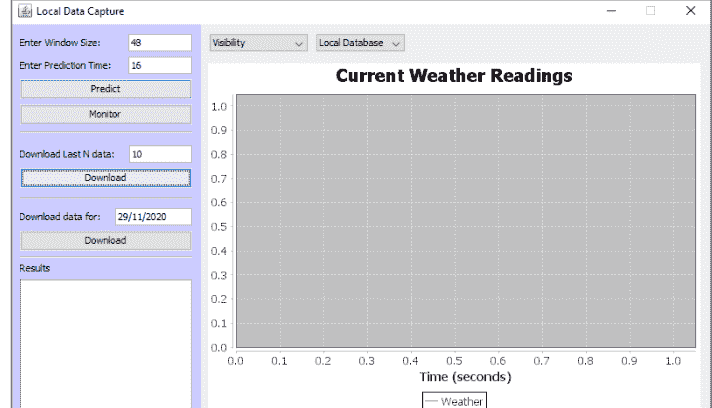 Local Data Capture
Enter Window Size: 48
Enter Prediction Time: 16
Predict
Monitor
Download Last N data: 10
Download
Download data for: 29/11/2020
Download
Results
Visibility Local Database
Current Weather Readings
1.0
0.9
0.8
0.7
0.6
0.5
0.4
0.3
0.2
0.1
0.0
0.0 0.1 0.2 0.3 0.4 0.5 0.6 0.7 0.8 0.9 1.0
Time (seconds)
Weather